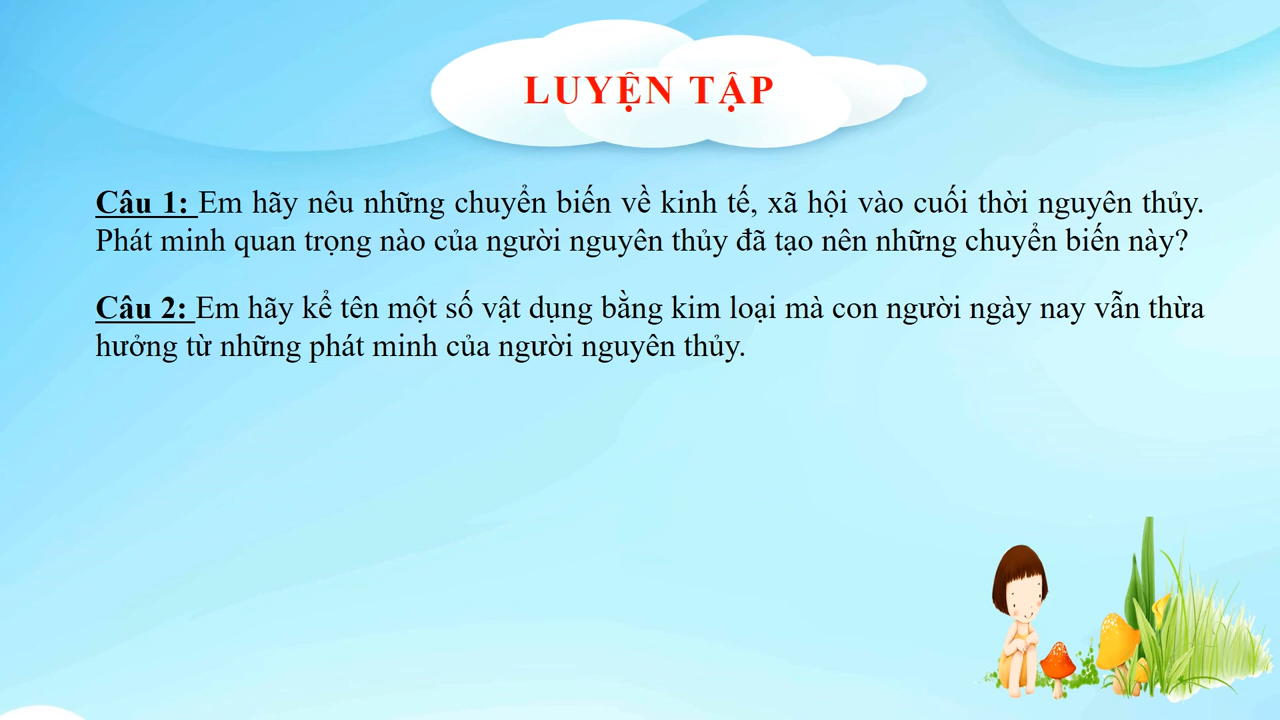 LUYỆN TẬP
Câu 1: Em hãy nêu những chuyển biến về kinh tế, xã hội vào cuối thời nguyên thủy.
Phát minh quan trọng nào của người nguyên thủy đã tạo nên những chuyển biến này?
Câu 2: Em hãy kể tên một số vật dụng bằng kim loại mà con người ngày nay vẫn thừa
hưởng từ những phát minh của người nguyên thủy.